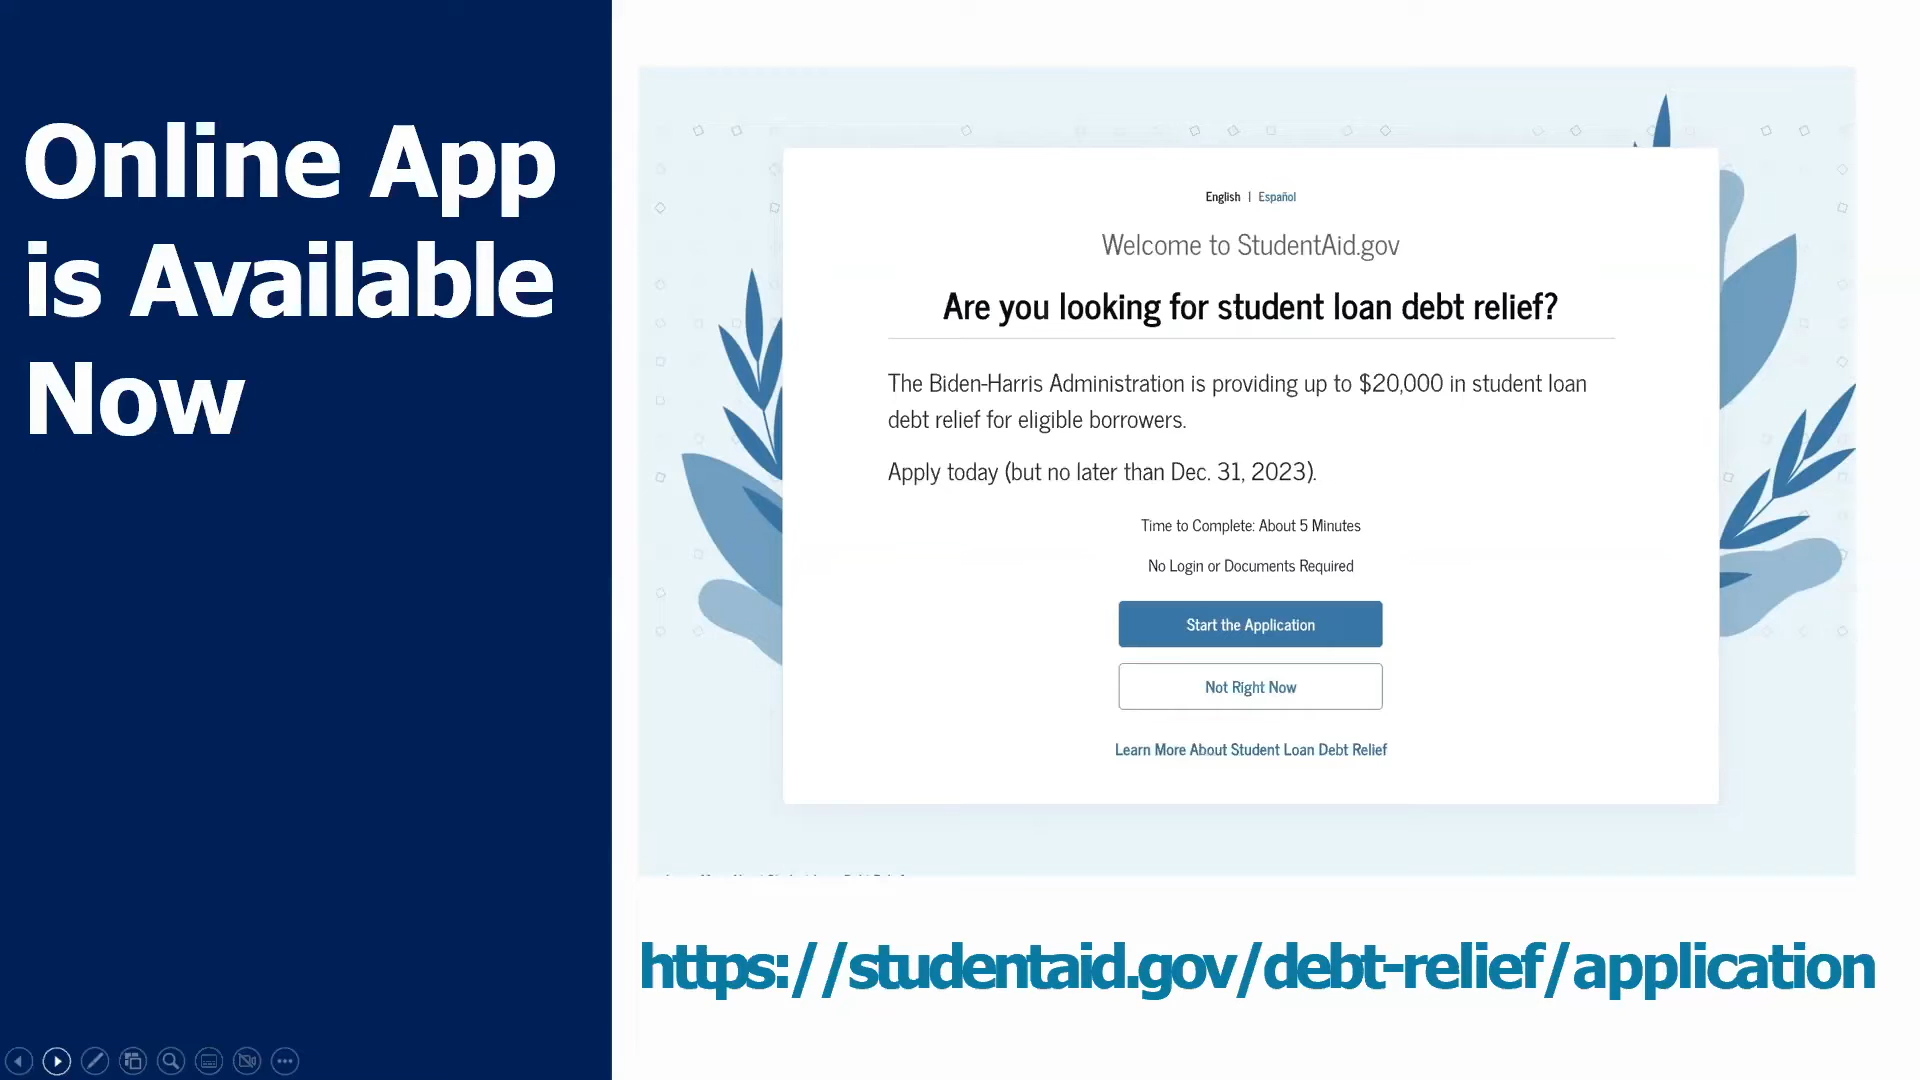 Online App
is Available
Now
English | Español
Welcome to StudentAid.gov
Are you looking for student loan debt relief?
The Biden-Harris Administration is providing up to $20,000 in student loan
debt relief for eligible borrowers.
Apply today (but no later than Dec. 31, 2023).
Time to Complete: About 5 Minutes
No Login or Documents Required
Start the Application
Not Right Now
Learn More About Student Loan Debt Relief
https://studentaid.gov/debt-relief/application